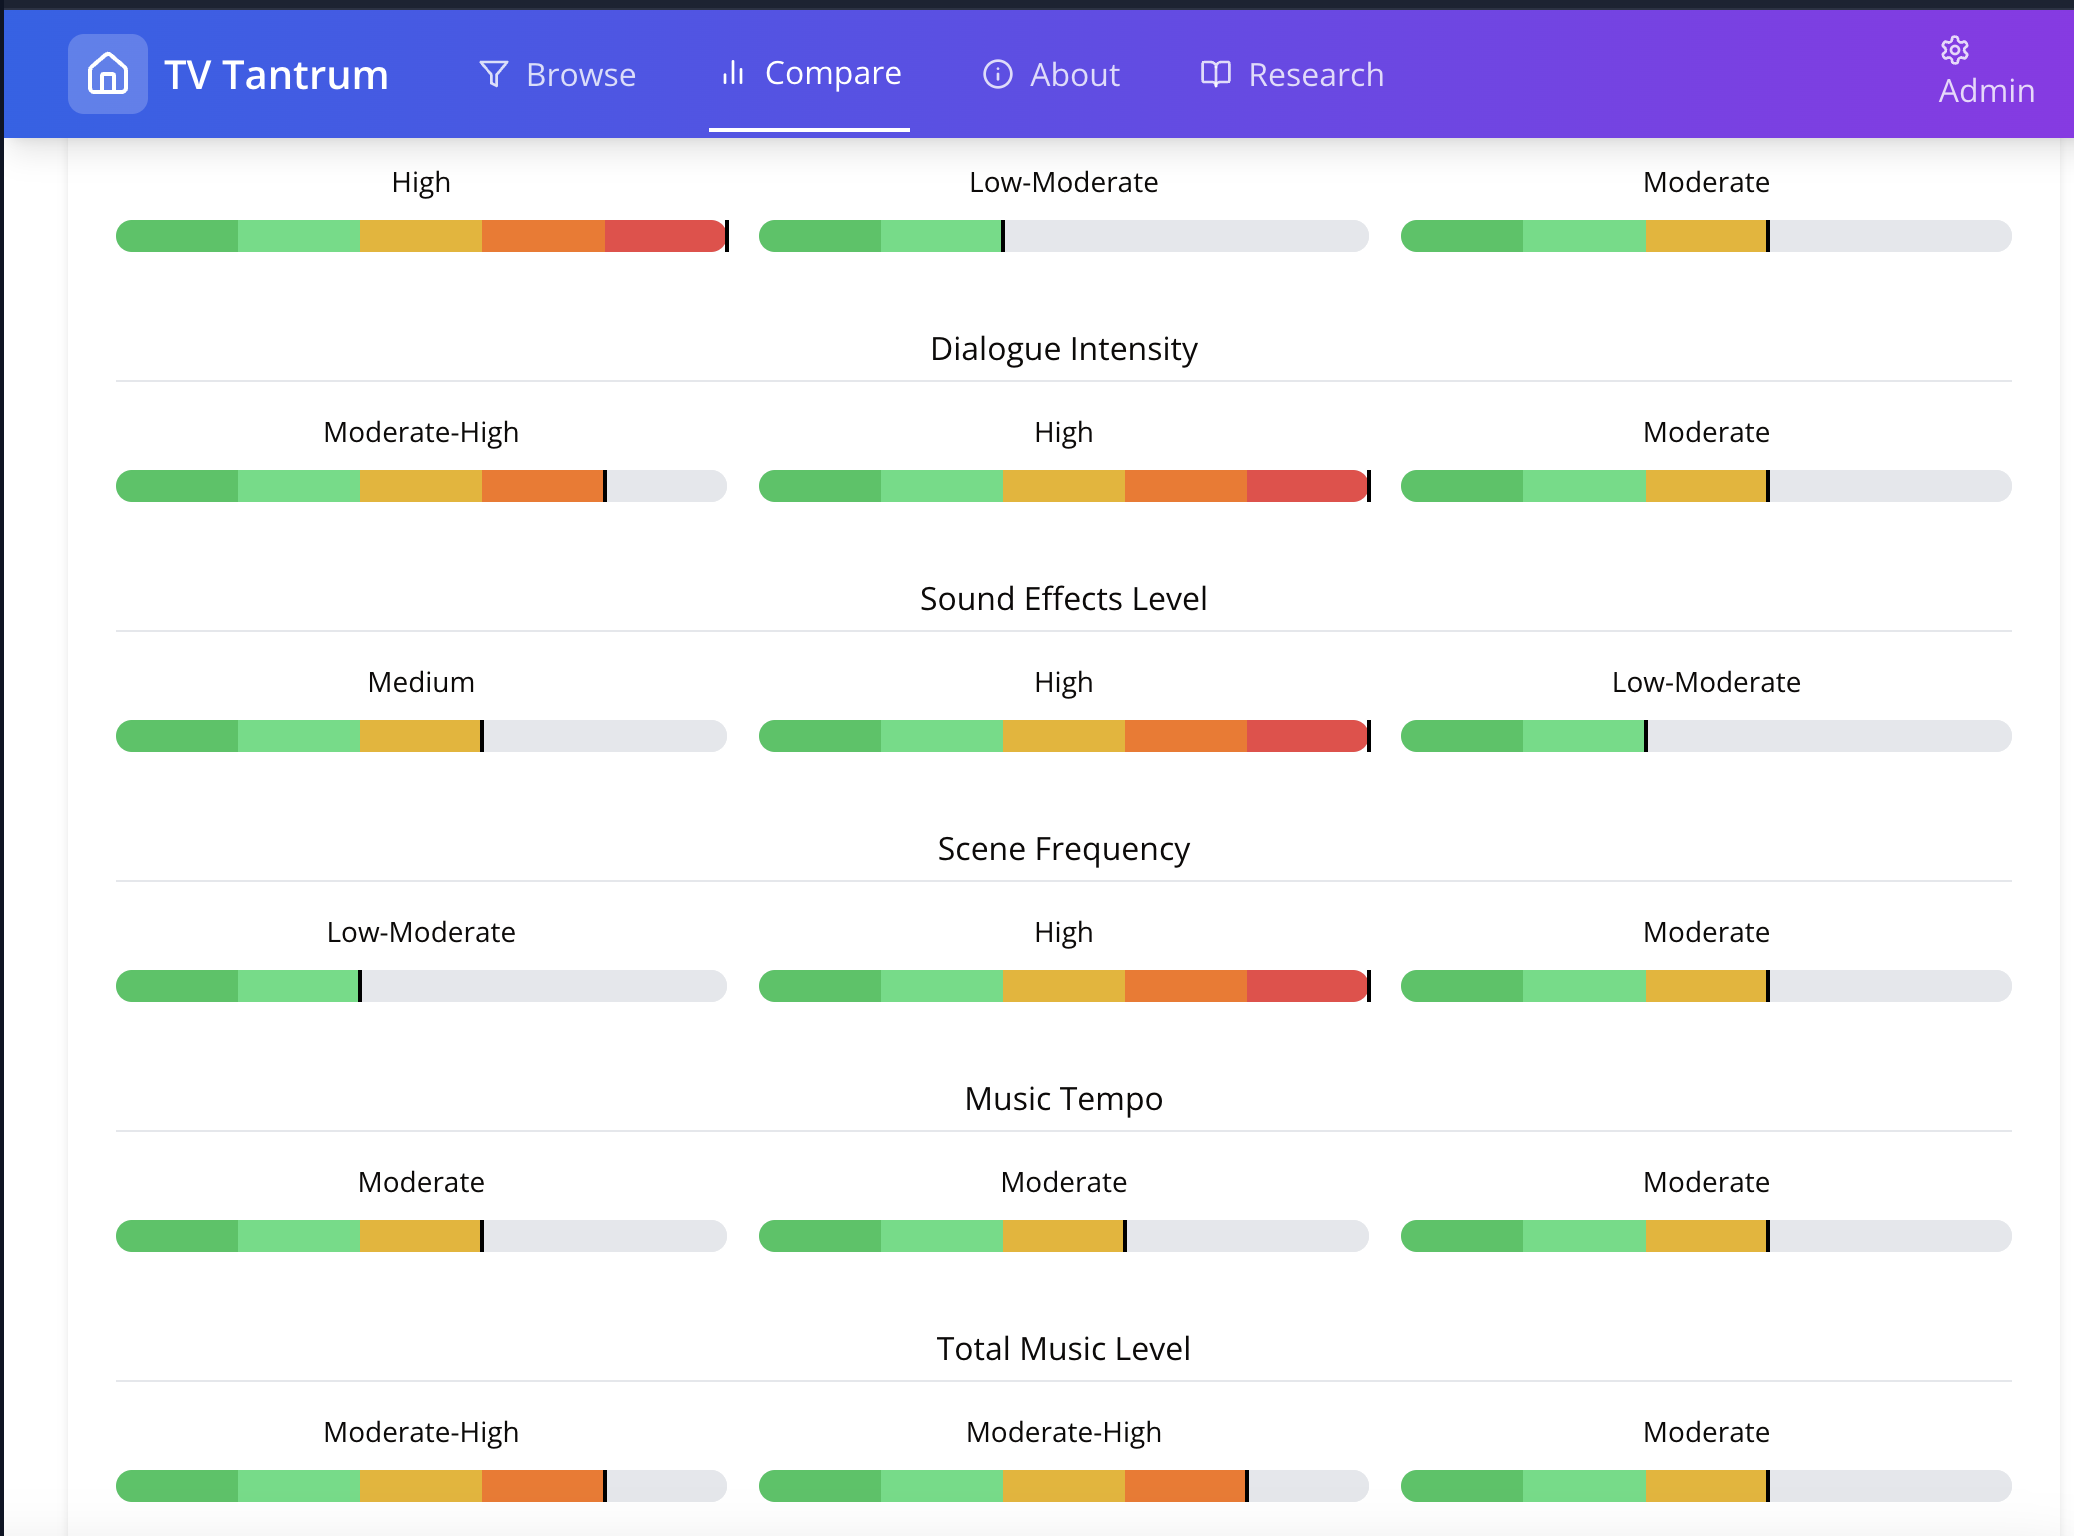 TV Tantrum
Browse
Compare
About
Research
Admin
High
Low-Moderate
Moderate
Dialogue Intensity
Moderate-High
High
Moderate
Sound Effects Level
Medium
High
Low-Moderate
Scene Frequency
Low-Moderate
High
Moderate
Music Tempo
Moderate
Moderate
Moderate
Total Music Level
Moderate-High
Moderate-High
Moderate